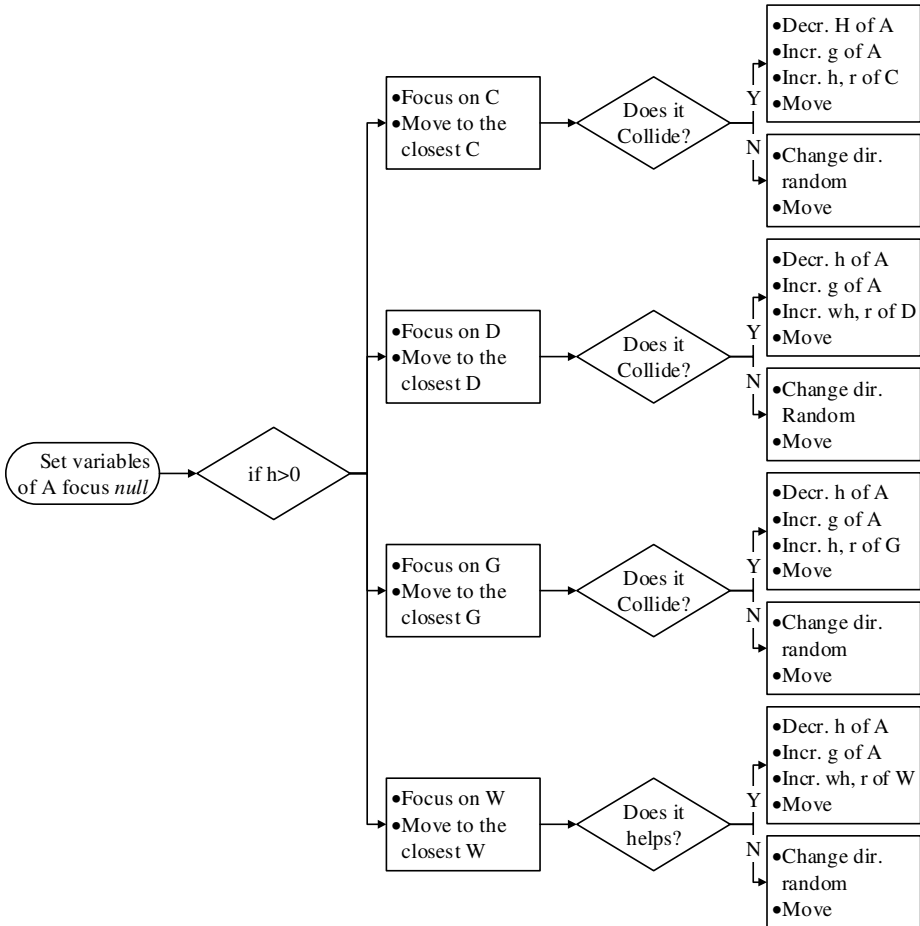 Set variables
of A focus null
if h>0
•Focus on C
•Move to the
closest C
Does it
Collide?
Y
N
•Decr. H of A
•Incr. g of A
•Incr. h, r of C
•Move
•Change dir.
random
•Move
•Focus on D
•Move to the
closest D
Does it
Collide?
Y
N
•Decr. h of A
•Incr. g of A
•Incr. wh, r of D
•Move
•Change dir.
Random
•Move
•Focus on G
•Move to the
closest G
Does it
Collide?
Y
N
•Decr. h of A
•Incr. g of A
•Incr. h, r of G
•Move
•Change dir.
random
•Move
•Focus on W
•Move to the
closest W
Does it
helps?
Y
N
•Decr. h of A
•Incr. g of A
•Incr. wh, r of W
•Move
•Change dir.
random
•Move